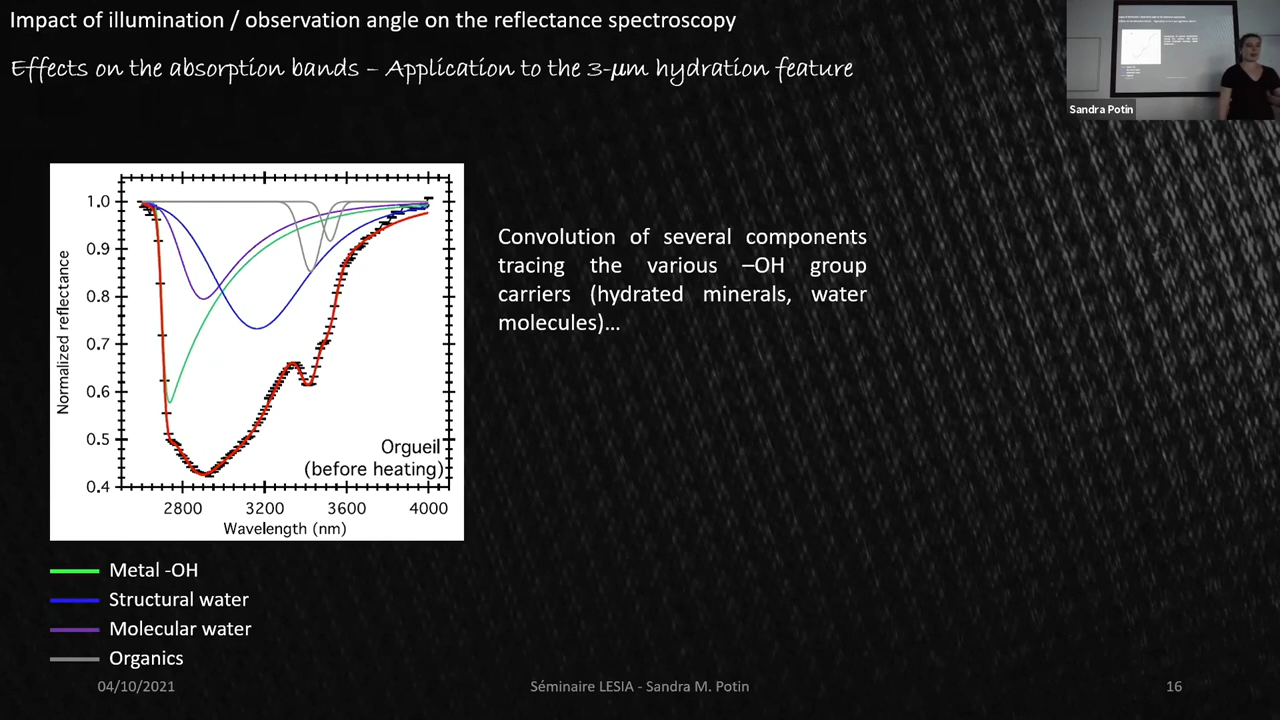 Impact of illumination / observation angle on the reflectance spectroscopy
Effects on the absorption bands – Application to the 3-µm hydration feature
Sandra Potin
Convolution of several components
tracing the various –OH group
carriers (hydrated minerals, water
molecules)...
Normalized reflectance
1.0
0.9
0.8
0.7
0.6
0.5
0.4
Orgueil
(before heating)
2800 3200 3600 4000
Wavelength (nm)
Metal -OH
Structural water
Molecular water
Organics
04/10/2021
Séminaire LESIA - Sandra M. Potin
16